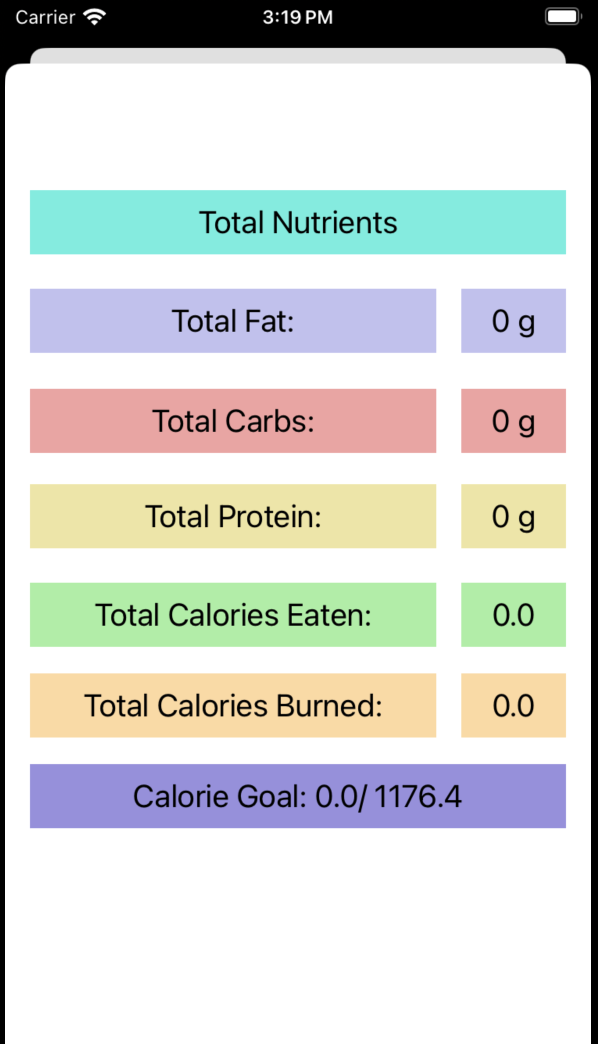 Carrier 3:19 PM
Total Nutrients
Total Fat: 0 g
Total Carbs: 0 g
Total Protein: 0 g
Total Calories Eaten: 0.0
Total Calories Burned: 0.0
Calorie Goal: 0.0/ 1176.4